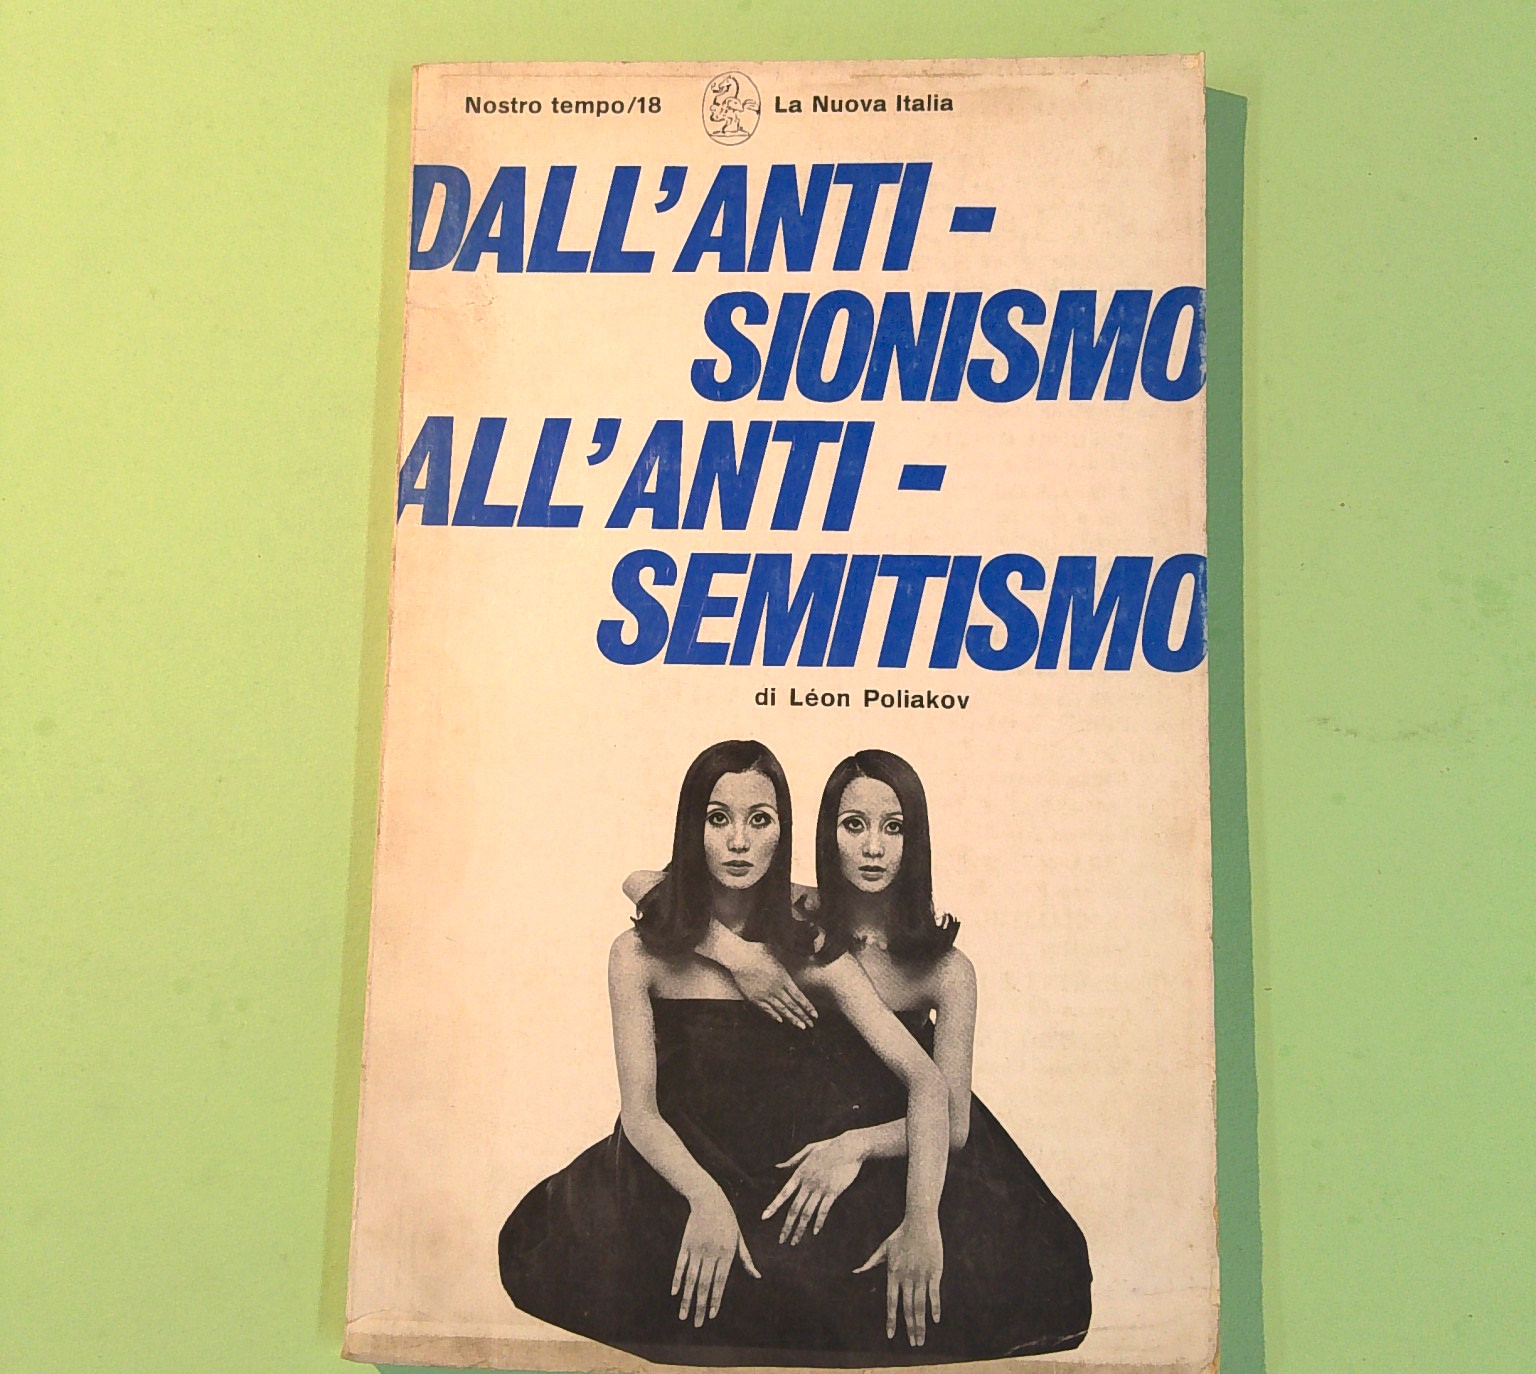 Nostro tempo/18 La Nuova Italia
DALL'ANTI-
SIONISMO
ALL'ANTI-
SEMITISMO
di Léon Poliakov